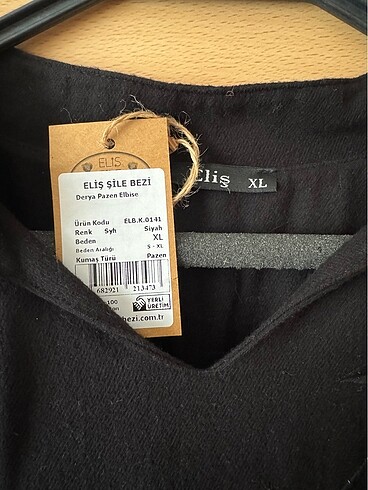 ELİS
ELİŞ ŞİLE BEZİ
Derya Pazen Elbise
Ürün Kodu ELB.K.0141
Renk Syh Siyah
Beden XL
Beden Aralığı S - XL
Kumaş Türü Pazen
682921 213473
100
YERLİ
ÜRETİM
bezi.com.tr
Eliş XL